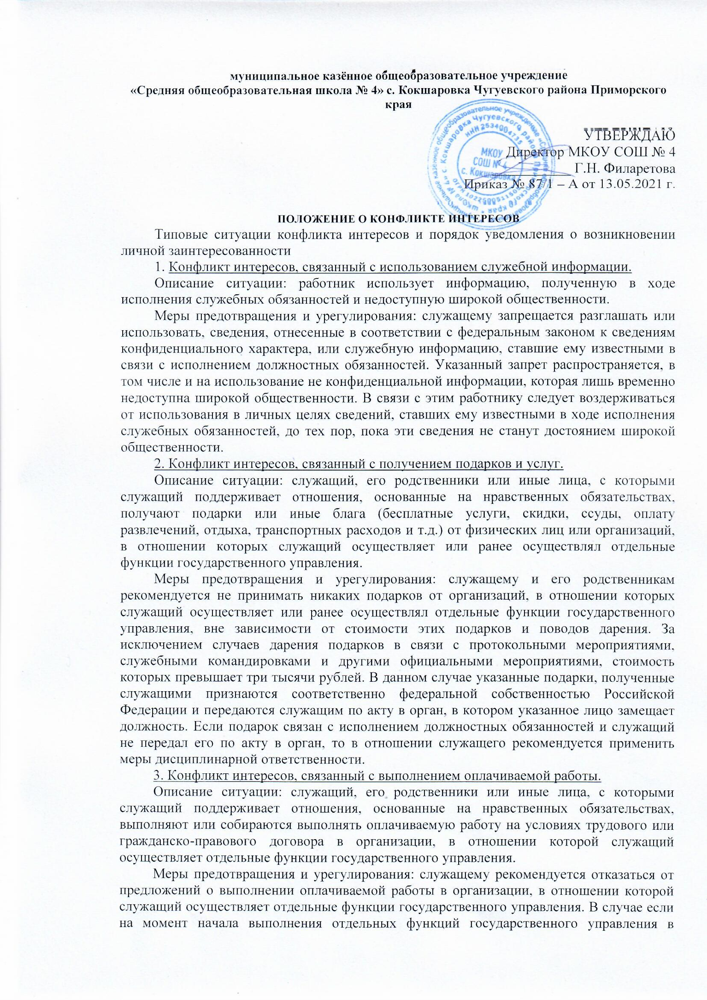 муниципальное казённое общеобразовательное учреждение
«Средняя общеобразовательная школа № 4» с. Кокшаровка Чугуевского района Приморского
края
УТВЕРЖДАЮ
Директор МКОУ СОШ № 4
____________ Г.Н. Филаретова
Приказ № 87/1 – А от 13.05.2021 г.
ИНН 2534004735
МКОУ
СОШ № 4
с. Кокшаровка
ПОЛОЖЕНИЕ О КОНФЛИКТЕ ИНТЕРЕСОВ
Типовые ситуации конфликта интересов и порядок уведомления о возникновении
личной заинтересованности
1. Конфликт интересов, связанный с использованием служебной информации.
Описание ситуации: работник использует информацию, полученную в ходе
исполнения служебных обязанностей и недоступную широкой общественности.
Меры предотвращения и урегулирования: служащему запрещается разглашать или
использовать, сведения, отнесенные в соответствии с федеральным законом к сведениям
конфиденциального характера, или служебную информацию, ставшие ему известными в
связи с исполнением должностных обязанностей. Указанный запрет распространяется, в
том числе и на использование не конфиденциальной информации, которая лишь временно
недоступна широкой общественности. В связи с этим работнику следует воздерживаться
от использования в личных целях сведений, ставших ему известными в ходе исполнения
служебных обязанностей, до тех пор, пока эти сведения не станут достоянием широкой
общественности.
2. Конфликт интересов, связанный с получением подарков и услуг.
Описание ситуации: служащий, его родственники или иные лица, с которыми
служащий поддерживает отношения, основанные на нравственных обязательствах,
получают подарки или иные блага (бесплатные услуги, скидки, ссуды, оплату
развлечений, отдыха, транспортных расходов и т.д.) от физических лиц или организаций,
в отношении которых служащий осуществляет или ранее осуществлял отдельные
функции государственного управления.
Меры предотвращения и урегулирования: служащему и его родственникам
рекомендуется не принимать никаких подарков от организаций, в отношении которых
служащий осуществляет или ранее осуществлял отдельные функции государственного
управления, вне зависимости от стоимости этих подарков и поводов дарения. За
исключением случаев дарения подарков в связи с протокольными мероприятиями,
служебными командировками и другими официальными мероприятиями, стоимость
которых превышает три тысячи рублей. В данном случае указанные подарки, полученные
служащими признаются соответственно федеральной собственностью Российской
Федерации и передаются служащим по акту в орган, в котором указанное лицо замещает
должность. Если подарок связан с исполнением должностных обязанностей и служащий
не передал его по акту в орган, то в отношении служащего рекомендуется применить
меры дисциплинарной ответственности.
3. Конфликт интересов, связанный с выполнением оплачиваемой работы.
Описание ситуации: служащий, его родственники или иные лица, с которыми
служащий поддерживает отношения, основанные на нравственных обязательствах,
выполняют или собираются выполнять оплачиваемую работу на условиях трудового или
гражданско-правового договора в организации, в отношении которой служащий
осуществляет отдельные функции государственного управления.
Меры предотвращения и урегулирования: служащему рекомендуется отказаться от
предложений о выполнении оплачиваемой работы в организации, в отношении которой
служащий осуществляет отдельные функции государственного управления. В случае если
на момент начала выполнения отдельных функций государственного управления в